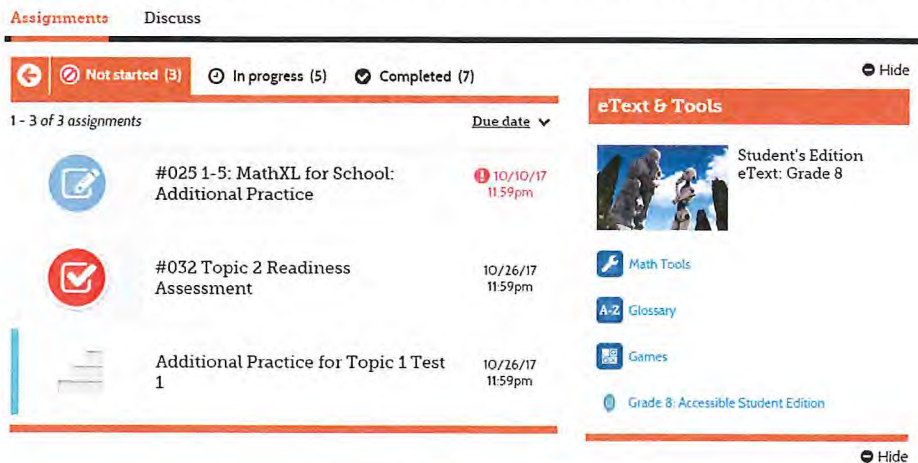 Assignments
Discuss
Not started (3)
In progress (5)
Completed (7)
1 - 3 of 3 assignments
Due date
#025 1-5: MathXL for School:
Additional Practice
10/10/17
11:59pm
#032 Topic 2 Readiness
Assessment
10/26/17
11:59pm
Additional Practice for Topic 1 Test
1
10/26/17
11:59pm
Hide
eText & Tools
Student's Edition
eText: Grade 8
Math Tools
A-Z Glossary
Games
Grade 8: Accessible Student Edition
Hide